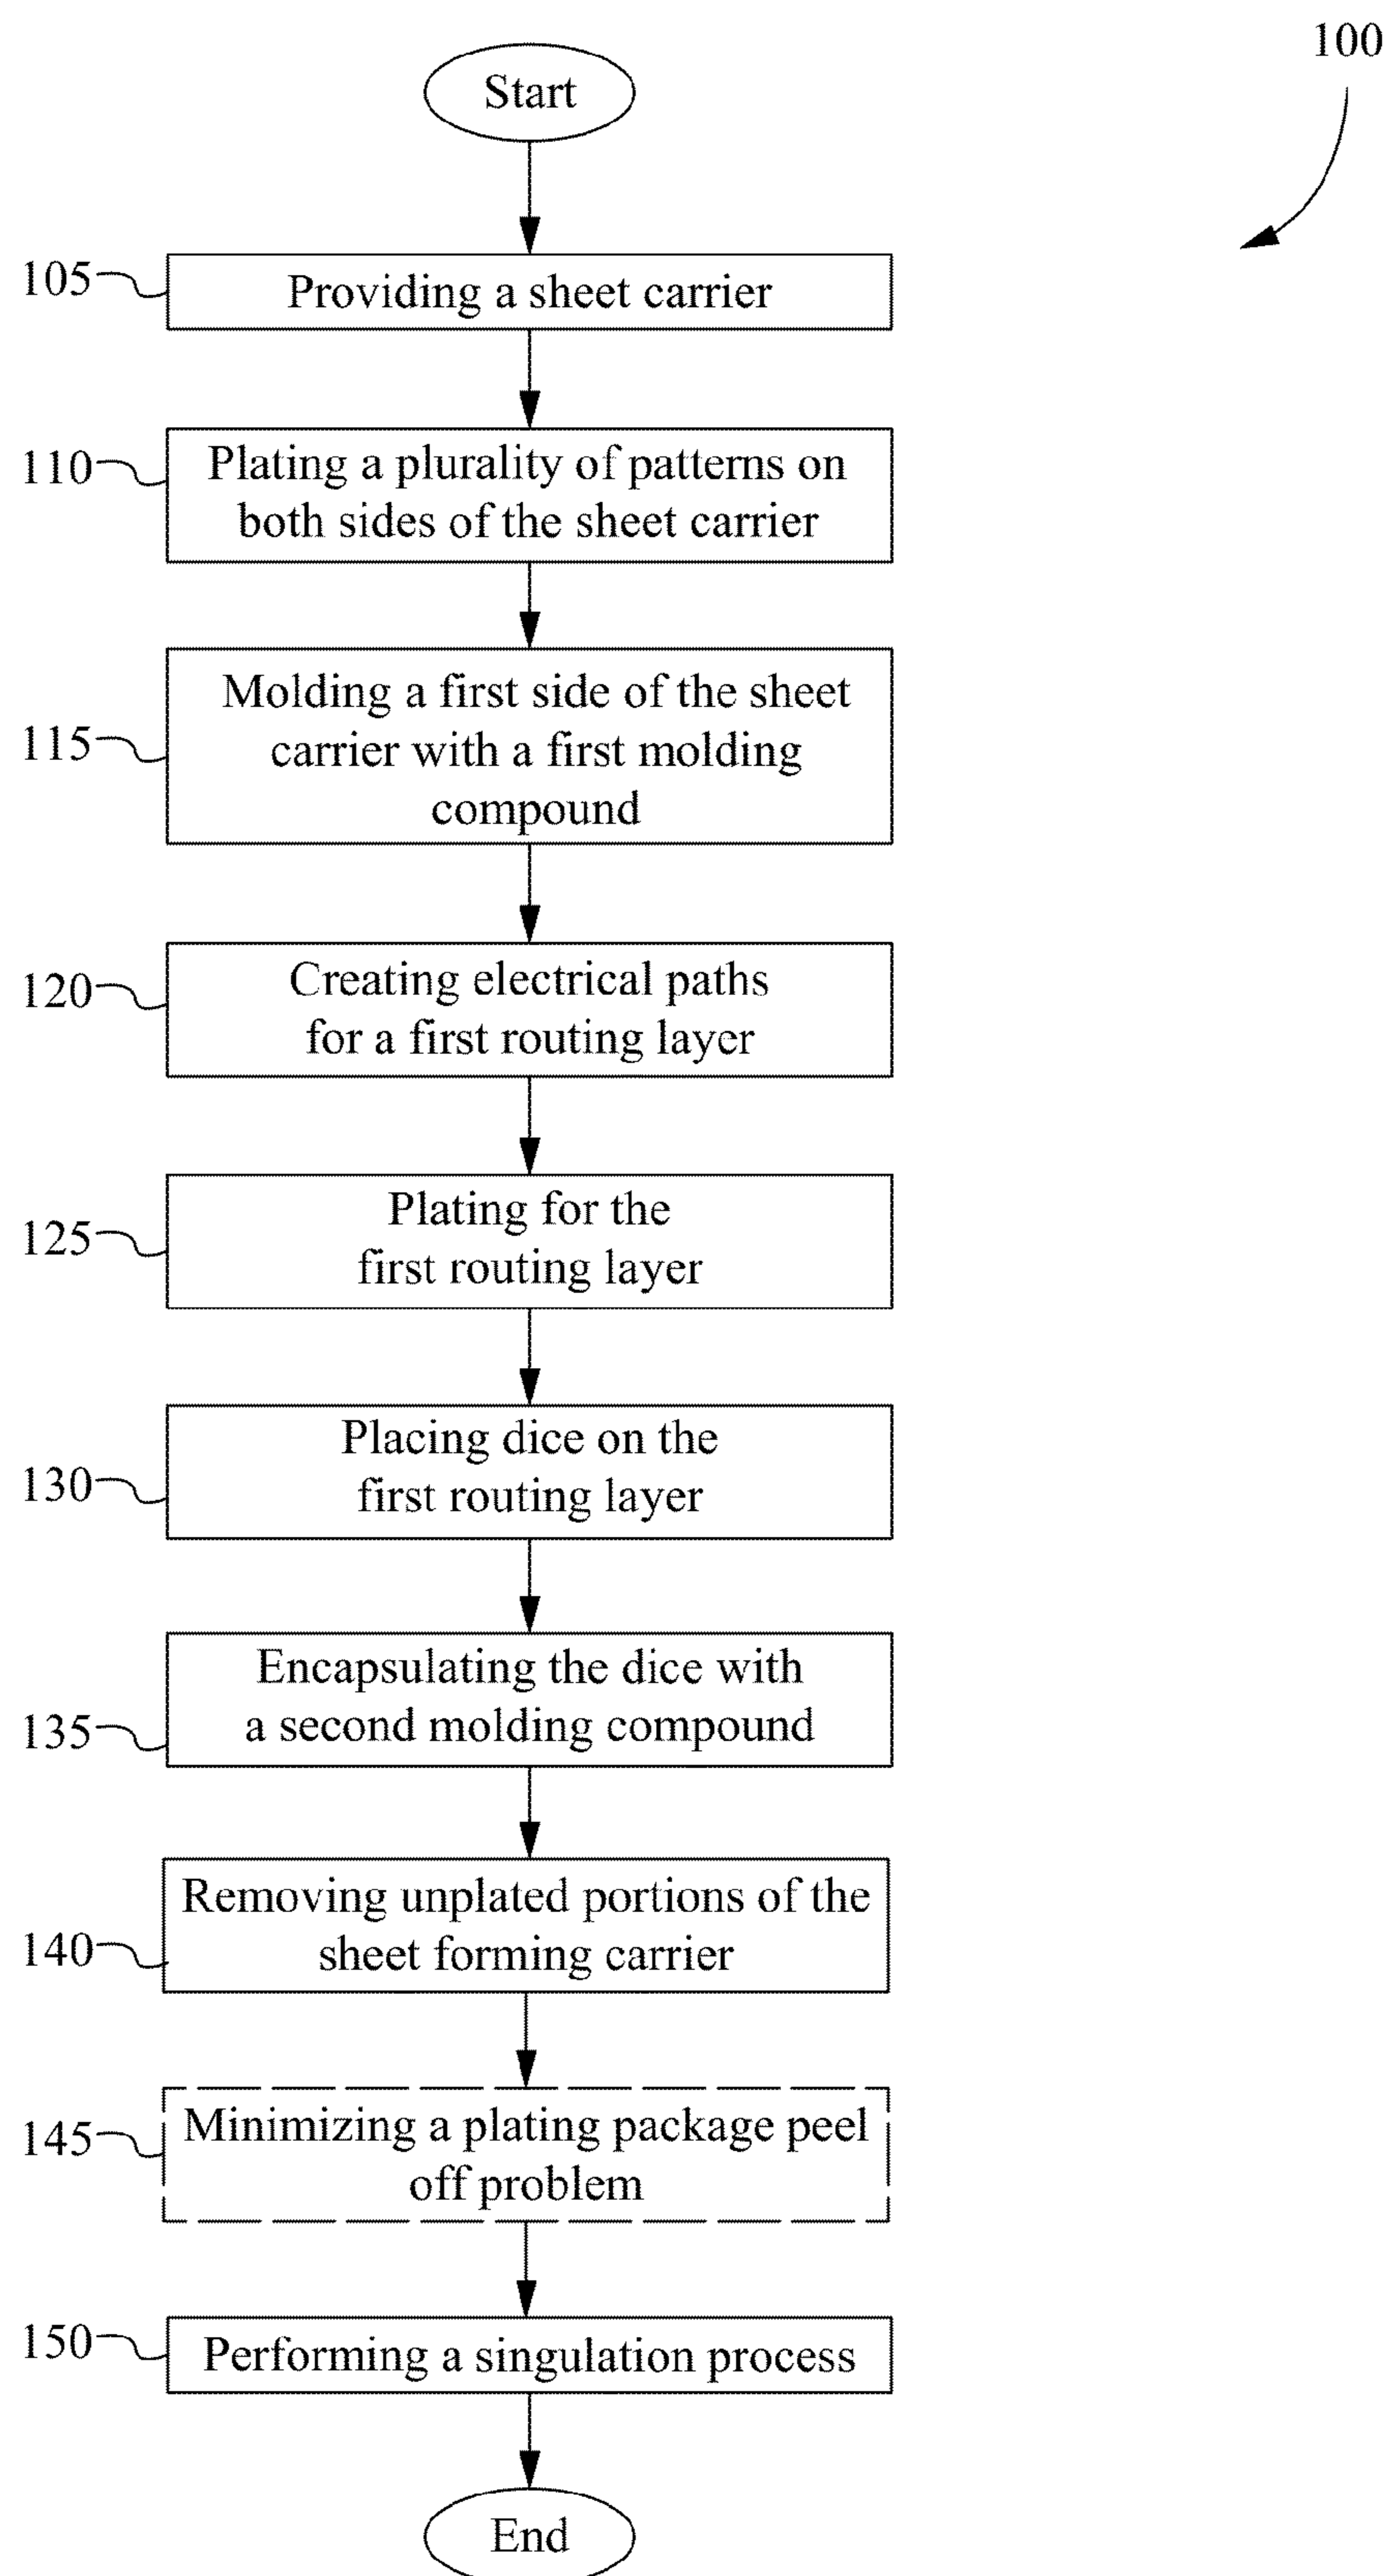 100
Start
105
Providing a sheet carrier
110
Plating a plurality of patterns on
both sides of the sheet carrier
115
Molding a first side of the sheet
carrier with a first molding
compound
120
Creating electrical paths
for a first routing layer
125
Plating for the
first routing layer
130
Placing dice on the
first routing layer
135
Encapsulating the dice with
a second molding compound
140
Removing unplated portions of the
sheet forming carrier
145
Minimizing a plating package peel
off problem
150
Performing a singulation process
End